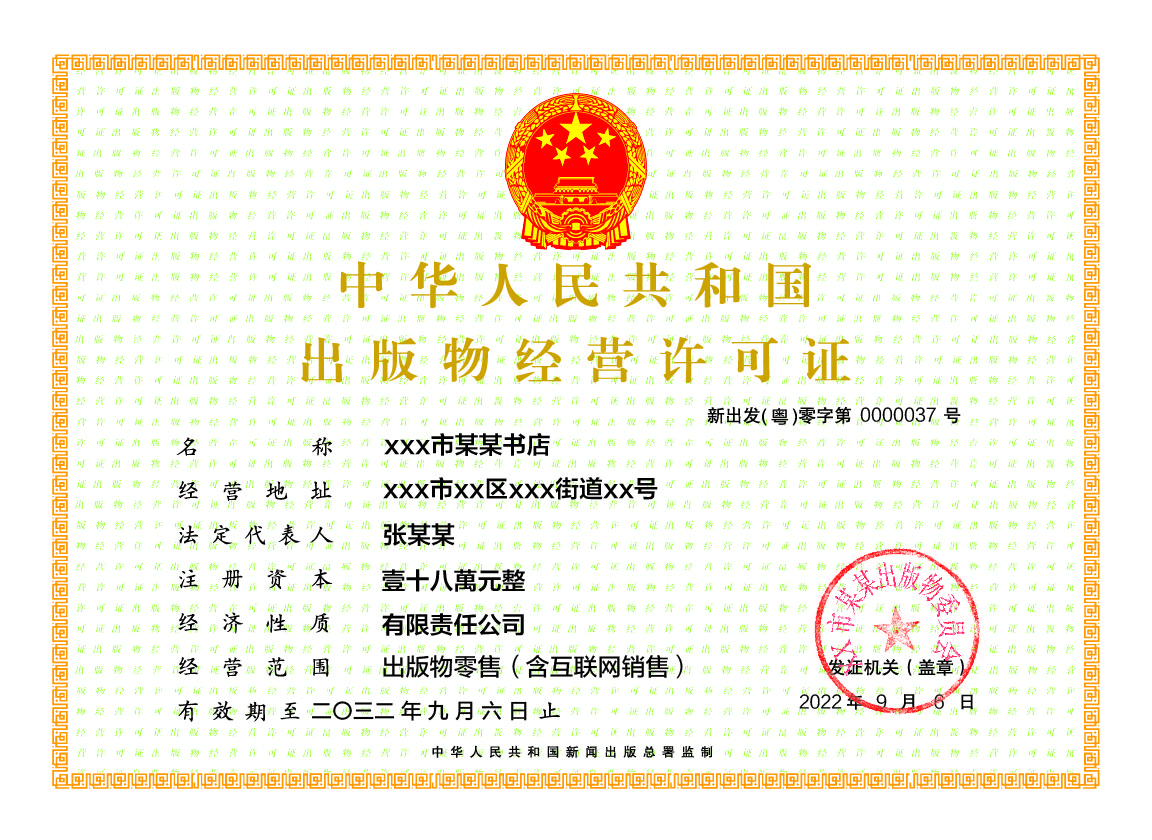 中华人民共和国
出版物经营许可证
新出发(粤)零字第 0000037 号
名称 xxx市某某书店
经营地址 xxx市xx区xxx街道xx号
法定代表人 张某某
注册资本 壹十八萬元整
经济性质 有限责任公司
经营范围 出版物零售（含互联网销售）
有效期至 二〇三二年九月六日止
市某某出版物委员会
发证机关（盖章）
2022 年 9 月 6 日
中华人民共和国新闻出版总署监制